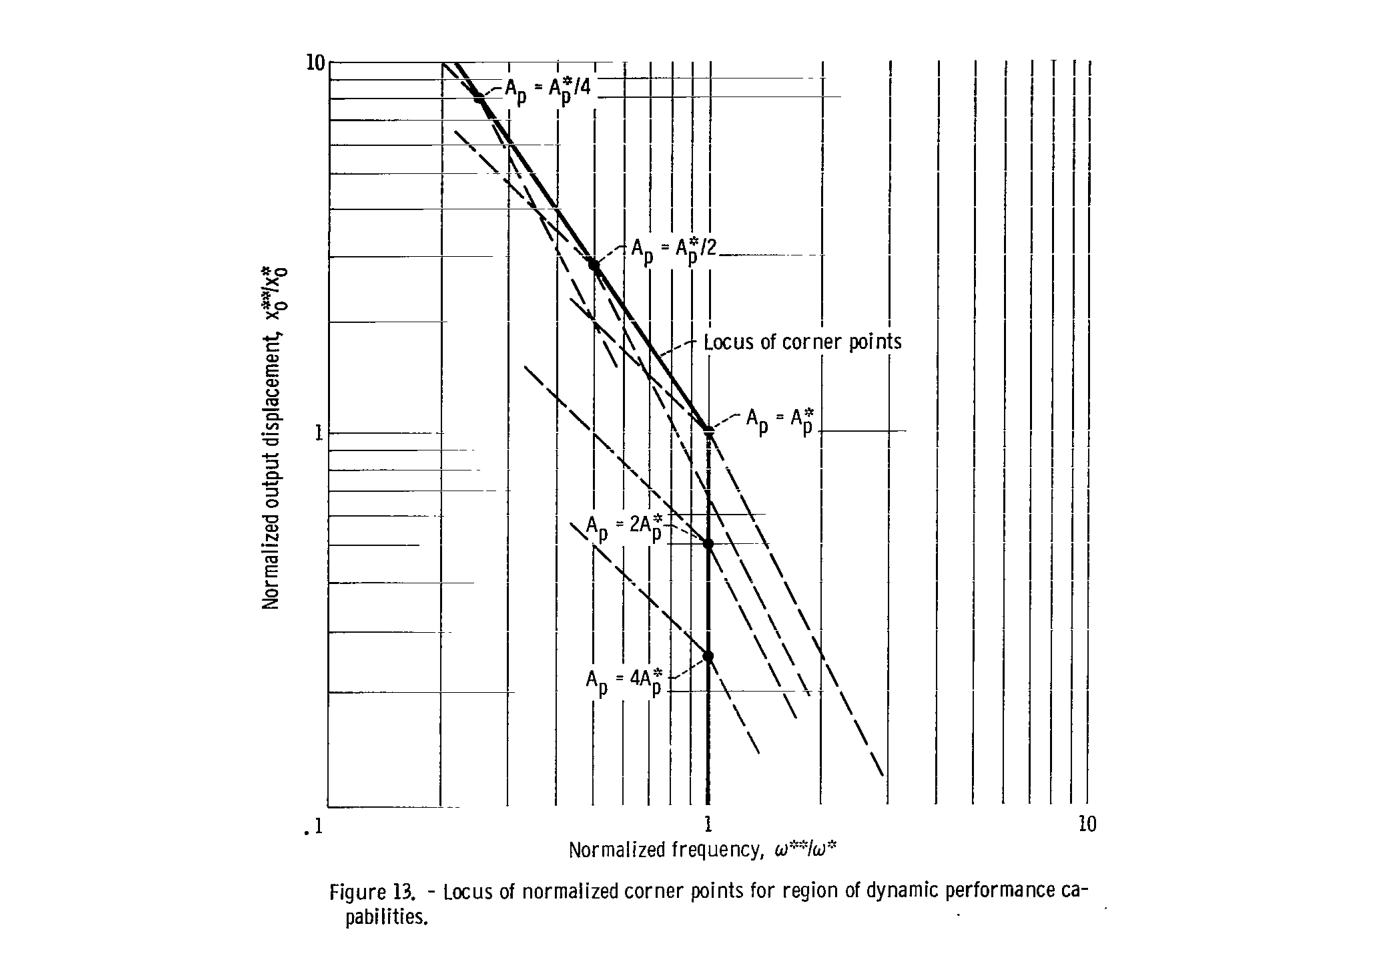 10
A_p = A_p^*/4
A_p = A_p^*/2
Locus of corner points
A_p = A_p^*
1
A_p = 2A_p^*
A_p = 4A_p^*
.1
1
10
Normalized output displacement, x_0^**/x_0^*
Normalized frequency, ω**/ω*
Figure 13. - Locus of normalized corner points for region of dynamic performance ca-
pabilities.